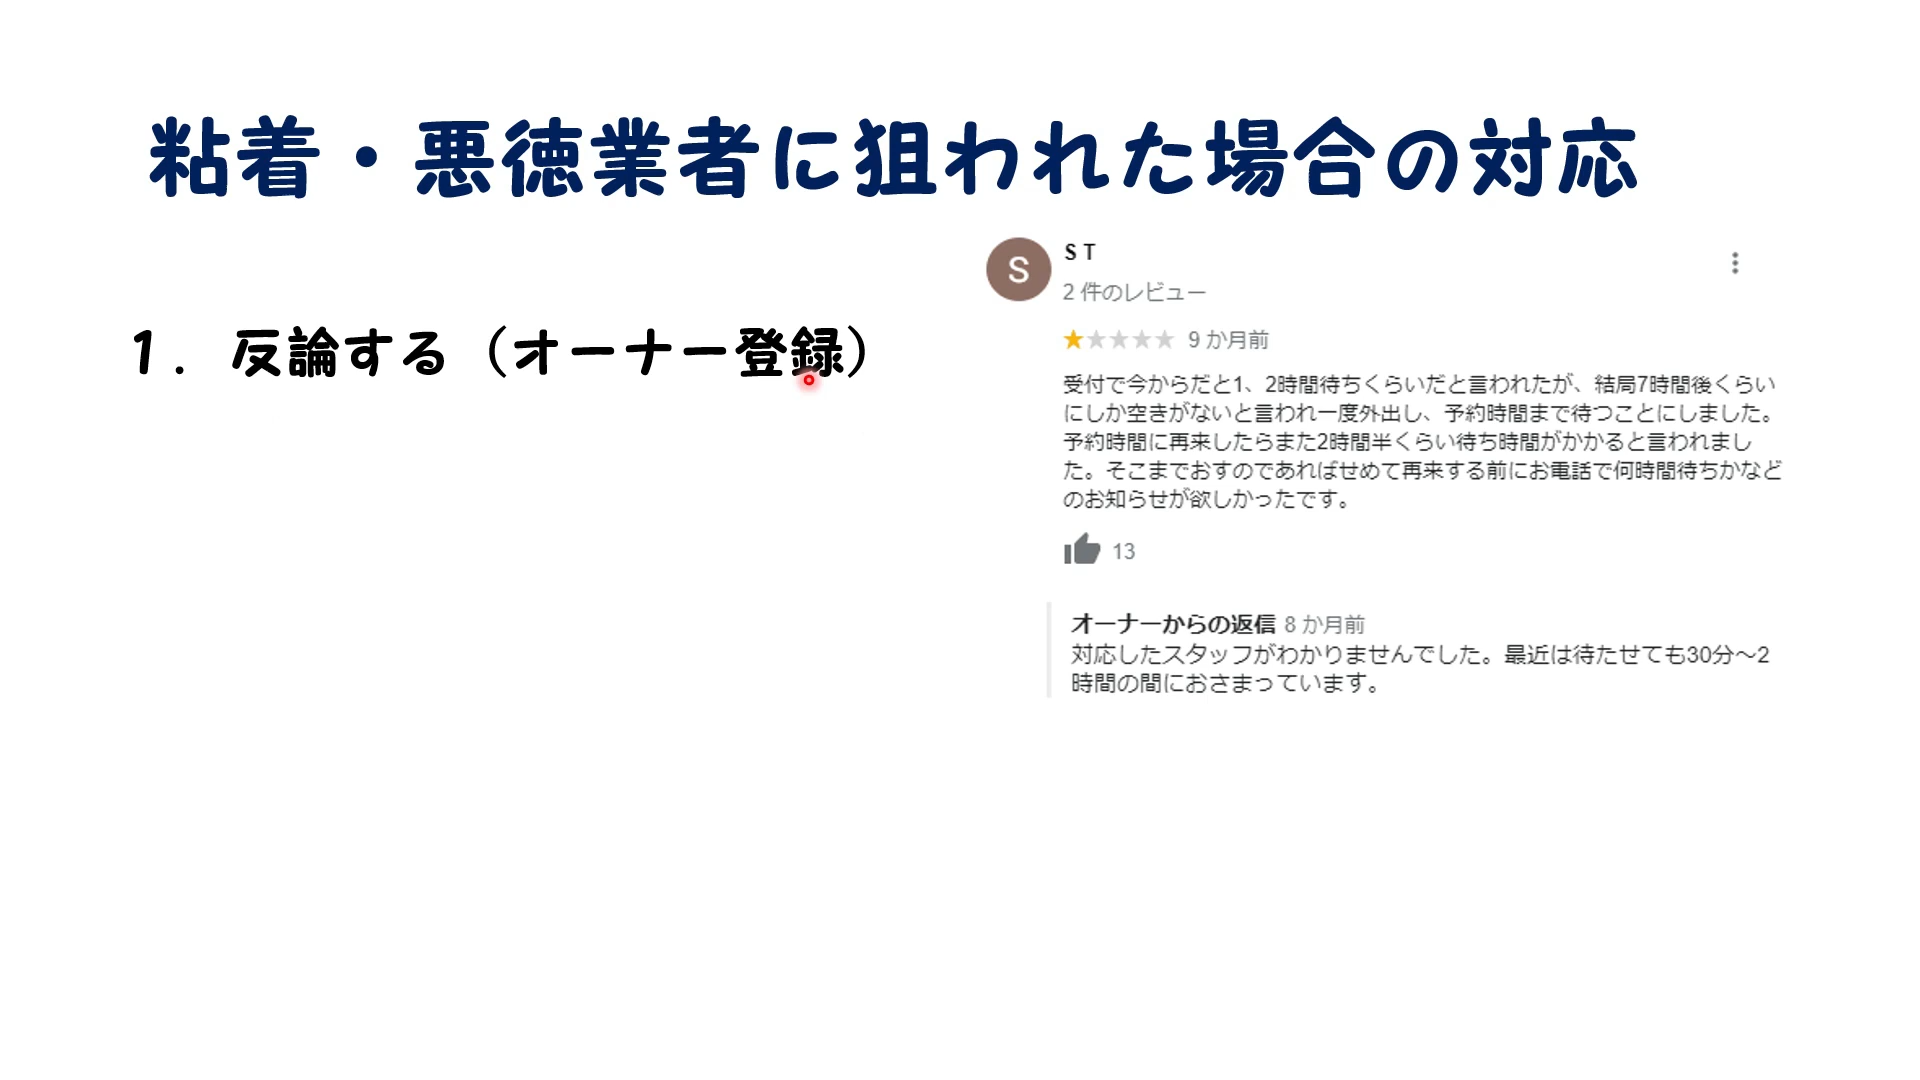 粘着・悪徳業者に狙われた場合の対応
１．反論する（オーナー登録）
S
S T
2 件のレビュー
9 か月前
受付で今からだと1、2時間待ちくらいだと言われたが、結局7時間後くらい
にしか空きがないと言われ一度外出し、予約時間まで待つことにしました。
予約時間に再来したらまた2時間半くらい待ち時間がかかると言われまし
た。そこまでおすのであればせめて再来する前にお電話で何時間待ちかなど
のお知らせが欲しかったです。
13
オーナーからの返信 8 か月前
対応したスタッフがわかりませんでした。最近は待たせても30分～2
時間の間におさまっています。